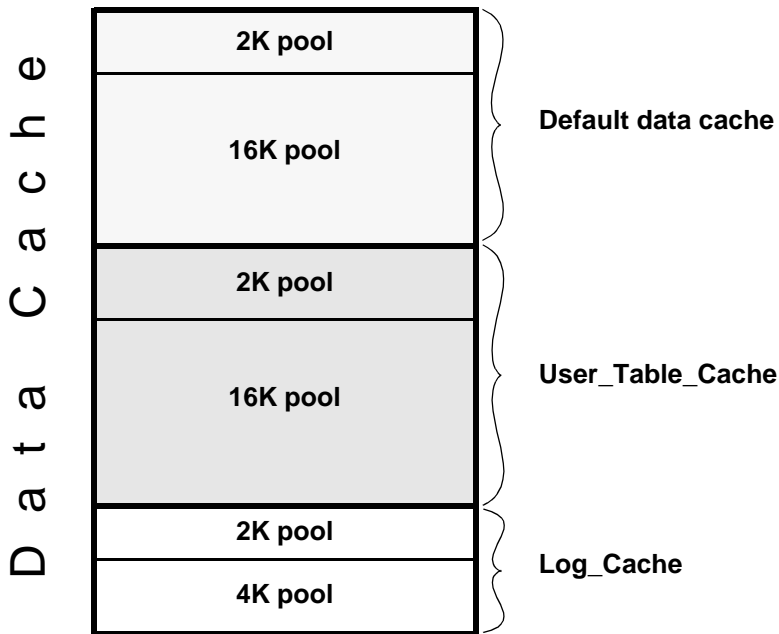 Data Cache
2K pool
16K pool
Default data cache
2K pool
16K pool
User_Table_Cache
2K pool
4K pool
Log_Cache